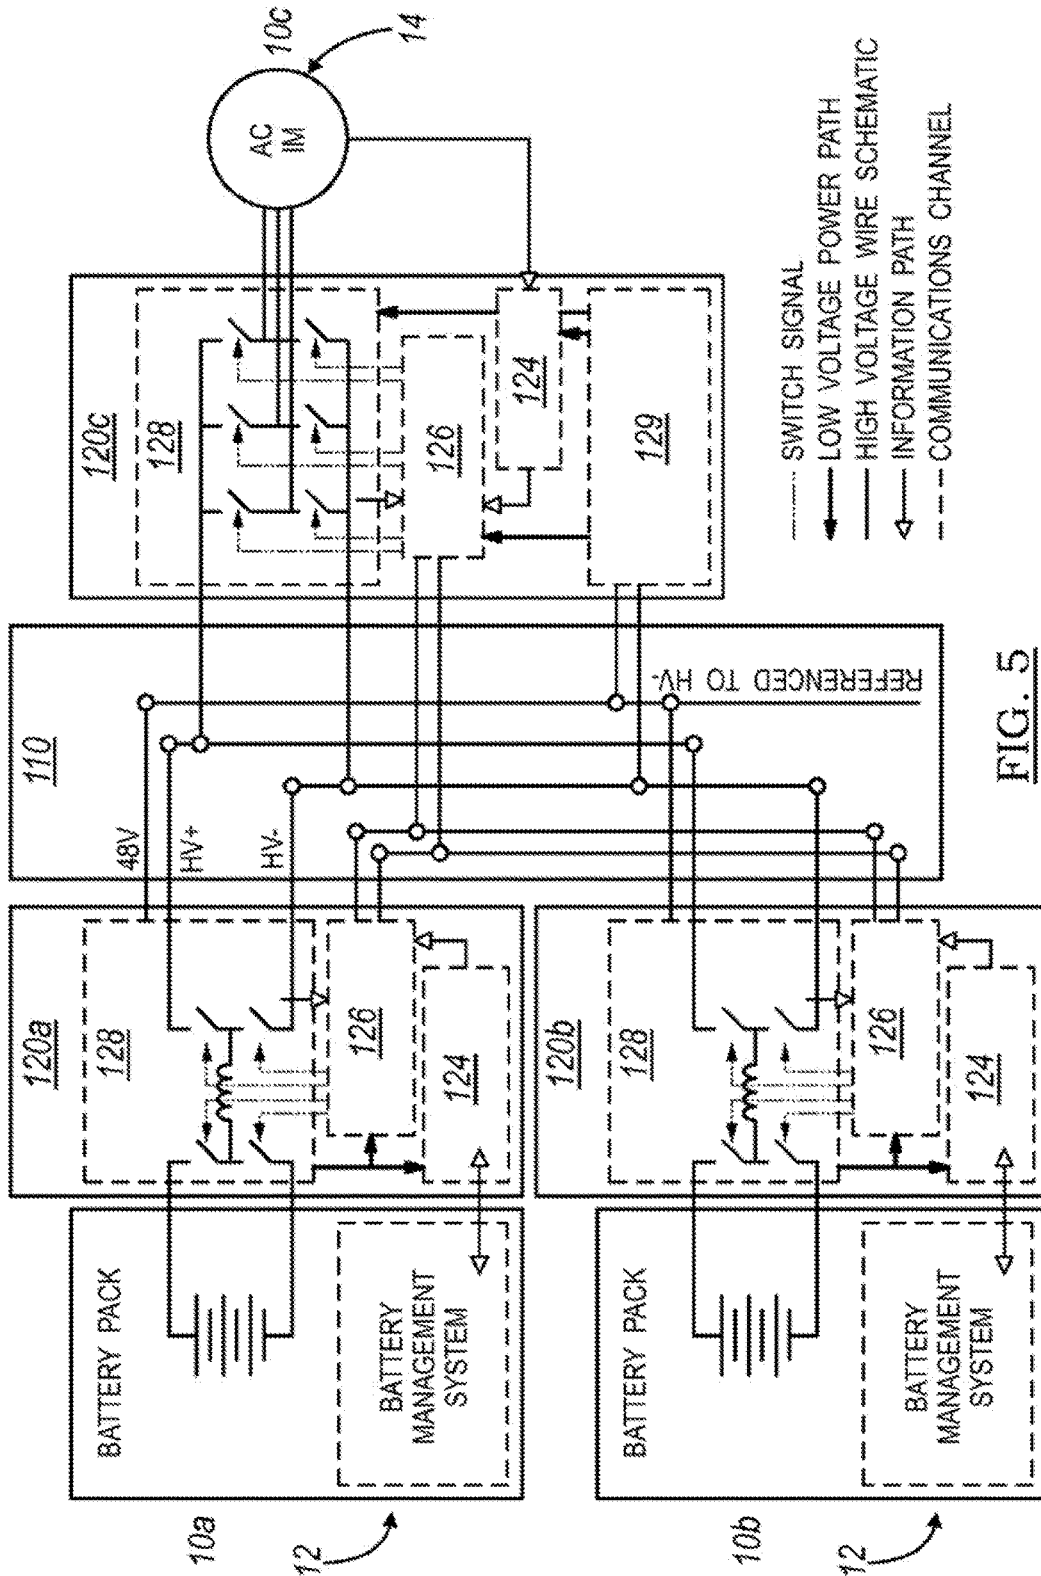 10a
12
BATTERY PACK
BATTERY
MANAGEMENT
SYSTEM
120a
128
126
124
110
48V
HV+
HV-
REFERENCED TO HV-
120c
128
126
124
129
AC
IM
10c
14
10b
12
BATTERY PACK
BATTERY
MANAGEMENT
SYSTEM
120b
128
126
124
SWITCH SIGNAL
LOW VOLTAGE POWER PATH
HIGH VOLTAGE WIRE SCHEMATIC
INFORMATION PATH
COMMUNICATIONS CHANNEL
FIG. 5